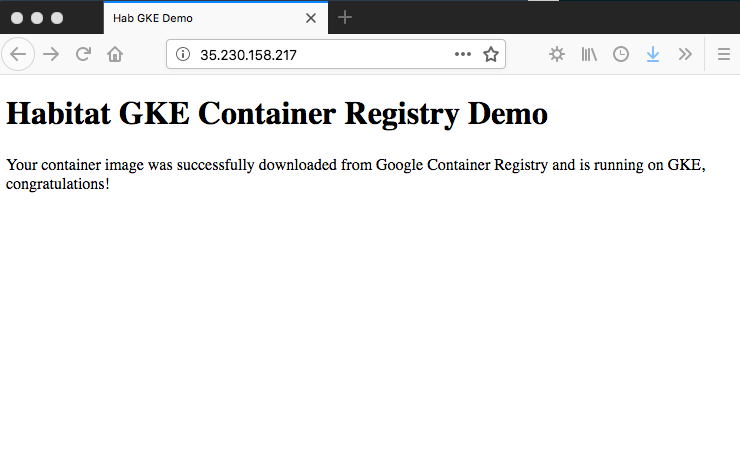 Hab GKE Demo
35.230.158.217
Habitat GKE Container Registry Demo
Your container image was successfully downloaded from Google Container Registry and is running on GKE,
congratulations!